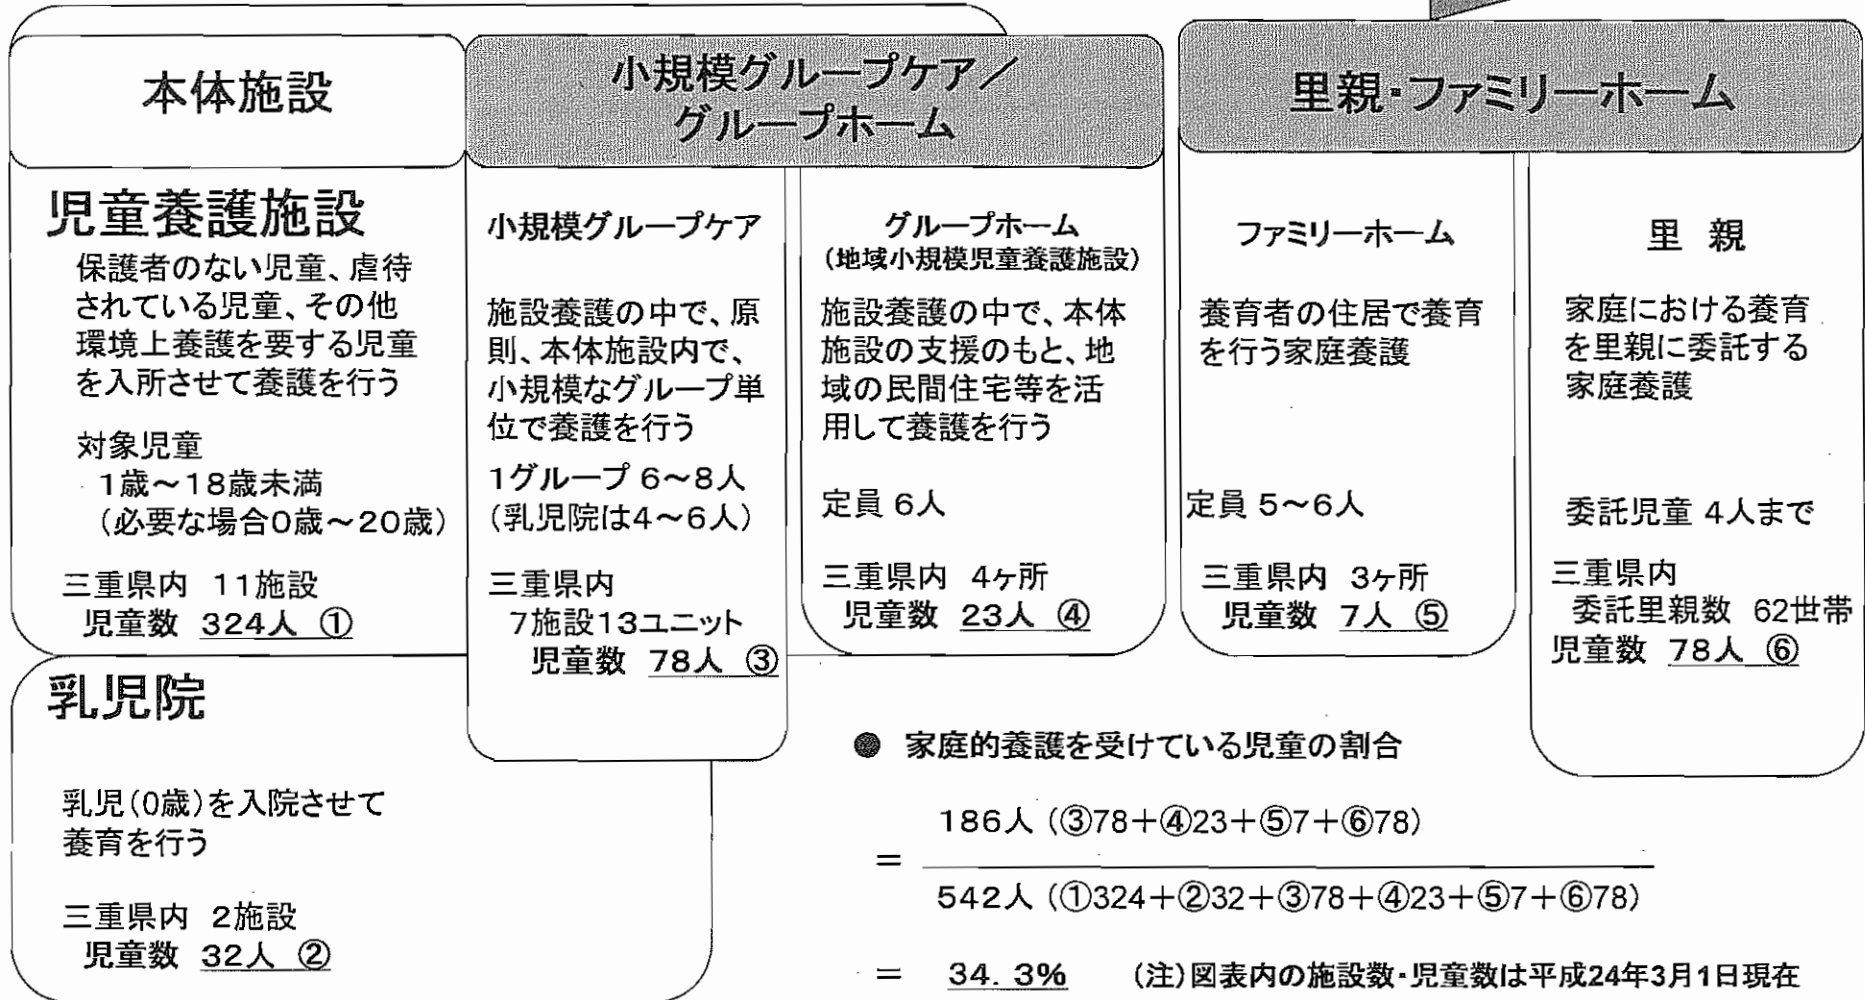 本体施設
小規模グループケア／
グループホーム
里親・ファミリーホーム
児童養護施設
保護者のない児童、虐待
されている児童、その他
環境上養護を要する児童
を入所させて養護を行う
対象児童
1歳～18歳未満
（必要な場合0歳～20歳）
三重県内 11施設
児童数 324人 ①
小規模グループケア
施設養護の中で、原
則、本体施設内で、
小規模なグループ単
位で養護を行う
1グループ 6～8人
（乳児院は4～6人）
三重県内
7施設13ユニット
児童数 78人 ③
グループホーム
（地域小規模児童養護施設）
施設養護の中で、本体
施設の支援のもと、地
域の民間住宅等を活
用して養護を行う
定員 6人
三重県内 4ヶ所
児童数 23人 ④
ファミリーホーム
養育者の住居で養育
を行う家庭養護
定員 5～6人
三重県内 3ヶ所
児童数 7人 ⑤
里 親
家庭における養育
を里親に委託する
家庭養護
委託児童 4人まで
三重県内
委託里親数 62世帯
児童数 78人 ⑥
乳児院
乳児（0歳）を入院させて
養育を行う
三重県内 2施設
児童数 32人 ②
● 家庭的養護を受けている児童の割合
186人（③78＋④23＋⑤7＋⑥78）
＝
542人（①324＋②32＋③78＋④23＋⑤7＋⑥78）
＝ 34．3％ （注）図表内の施設数・児童数は平成24年3月1日現在